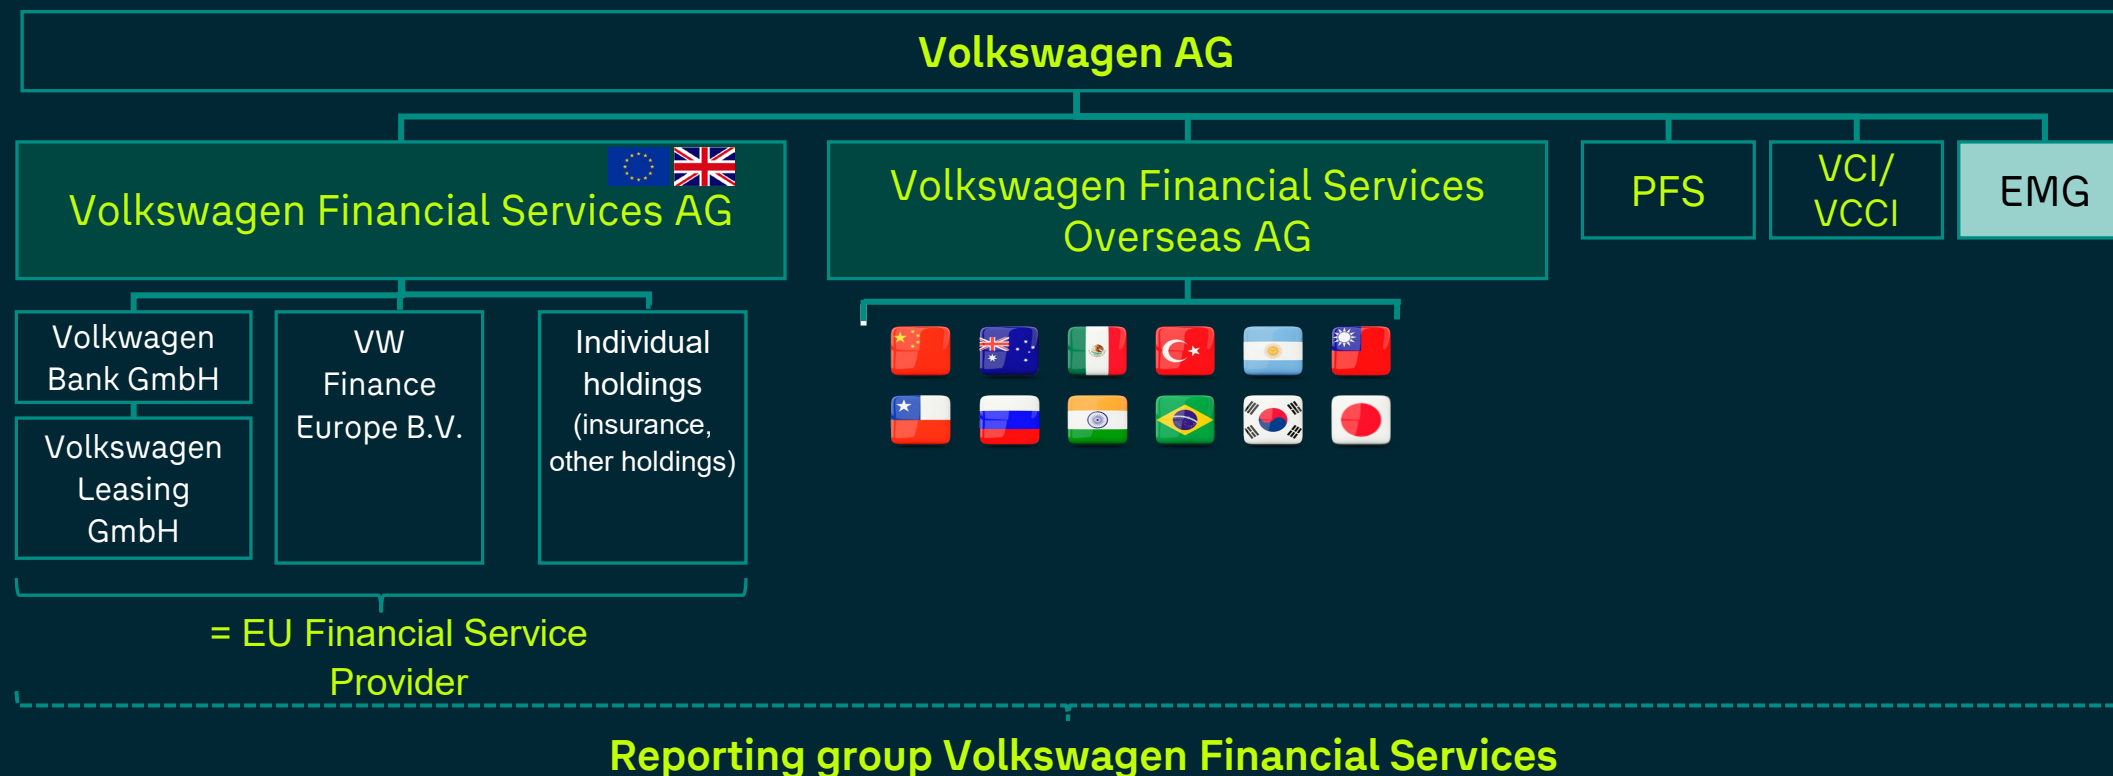 Volkswagen AG
Volkswagen Financial Services AG
Volkswagen Financial Services
Overseas AG
PFS
VCI/
VCCI
EMG
Volkwagen
Bank GmbH
Volkswagen
Leasing
GmbH
VW
Finance
Europe B.V.
Individual
holdings
(insurance,
other holdings)
= EU Financial Service
Provider
Reporting group Volkswagen Financial Services